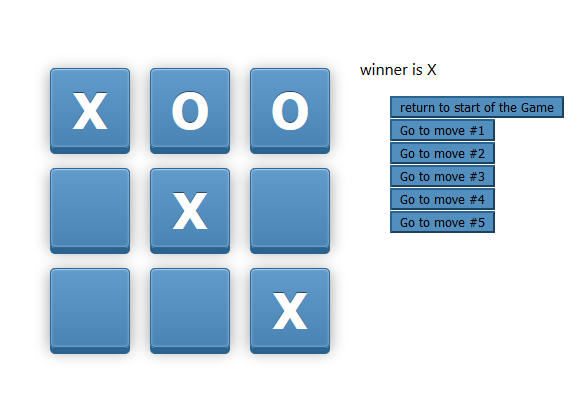 X O O
X
X
winner is X
return to start of the Game
Go to move #1
Go to move #2
Go to move #3
Go to move #4
Go to move #5